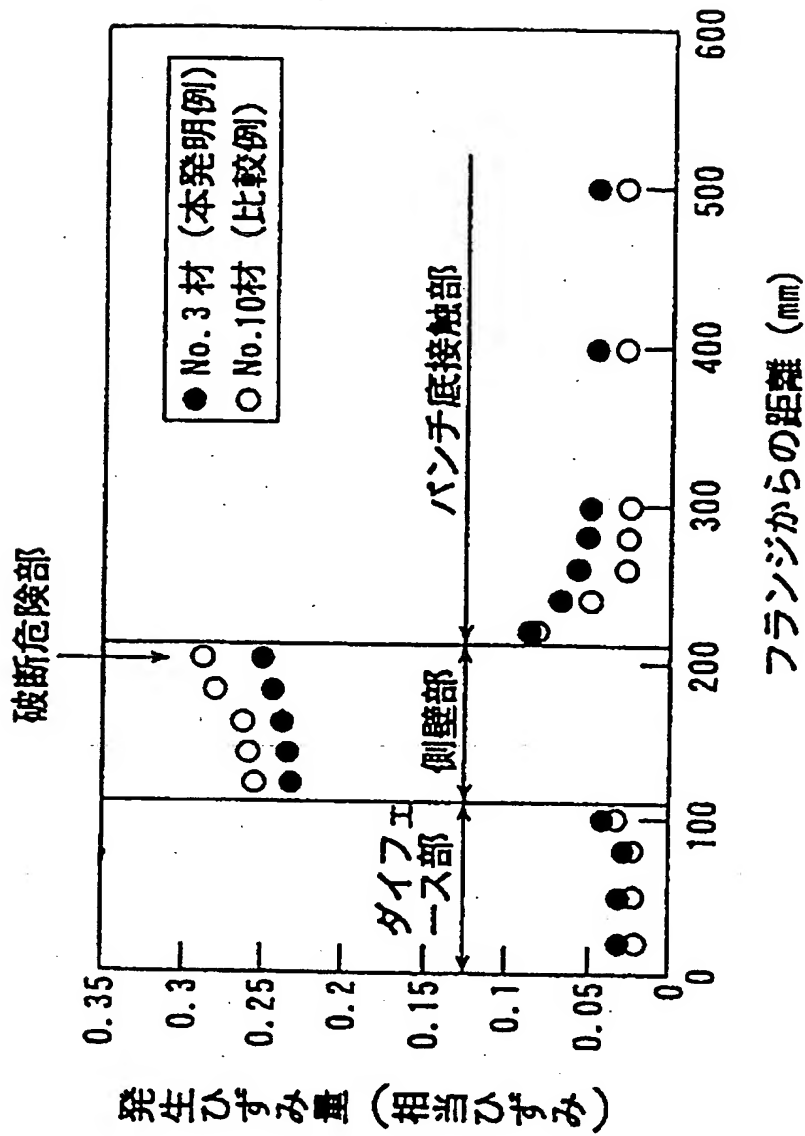 破断危険部
● No.3材 (本発明例)
○ No.10材 (比較例)
ダイフェ
ース部
側壁部
パンチ底接触部
0.35
0.3
0.25
0.2
0.15
0.1
0.05
0
発生ひずみ量 (相当ひずみ)
0
100
200
300
400
500
600
フランジからの距離 (mm)